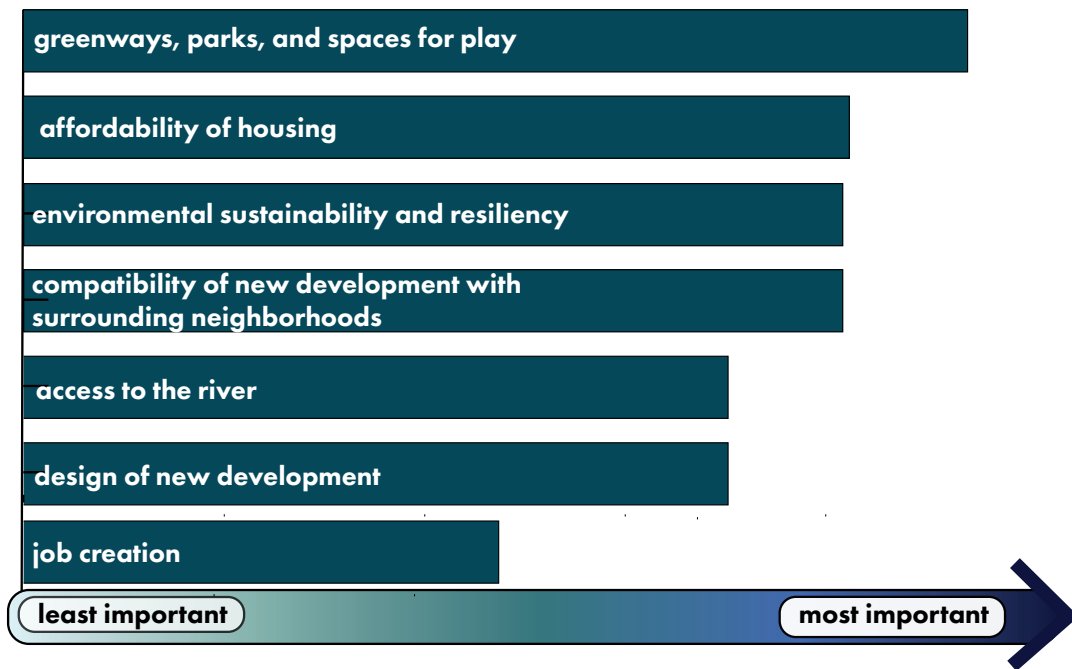 greenways, parks, and spaces for play
affordability of housing
environmental sustainability and resiliency
compatibility of new development with
surrounding neighborhoods
access to the river
design of new development
job creation
least important
most important